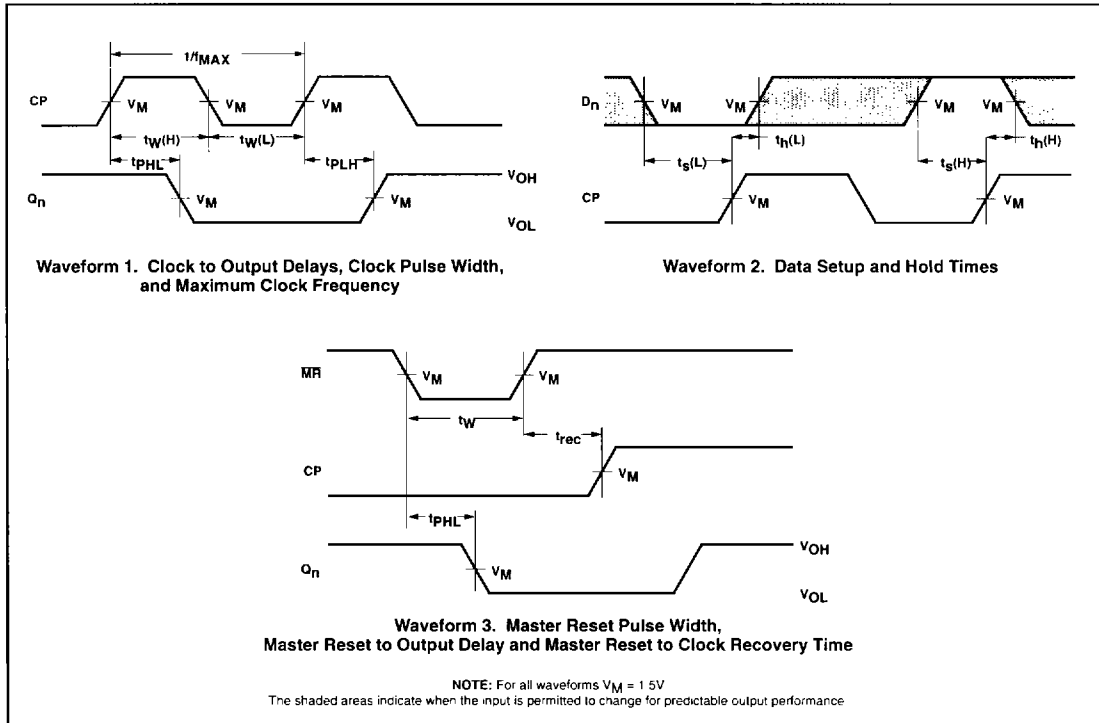 1/fMAX
CP
VM VM VM
tW(H) tW(L)
tPHL tPLH
VOH
Qn VM VM
VOL
Waveform 1. Clock to Output Delays, Clock Pulse Width,
and Maximum Clock Frequency
Dn VM VM VM VM
th(L) th(H)
ts(L) ts(H)
CP VM VM
Waveform 2. Data Setup and Hold Times
MR VM VM
tW
trec
CP VM
tPHL
VOH
Qn VM
VOL
Waveform 3. Master Reset Pulse Width,
Master Reset to Output Delay and Master Reset to Clock Recovery Time
NOTE: For all waveforms VM = 1 5V
The shaded areas indicate when the input is permitted to change for predictable output performance